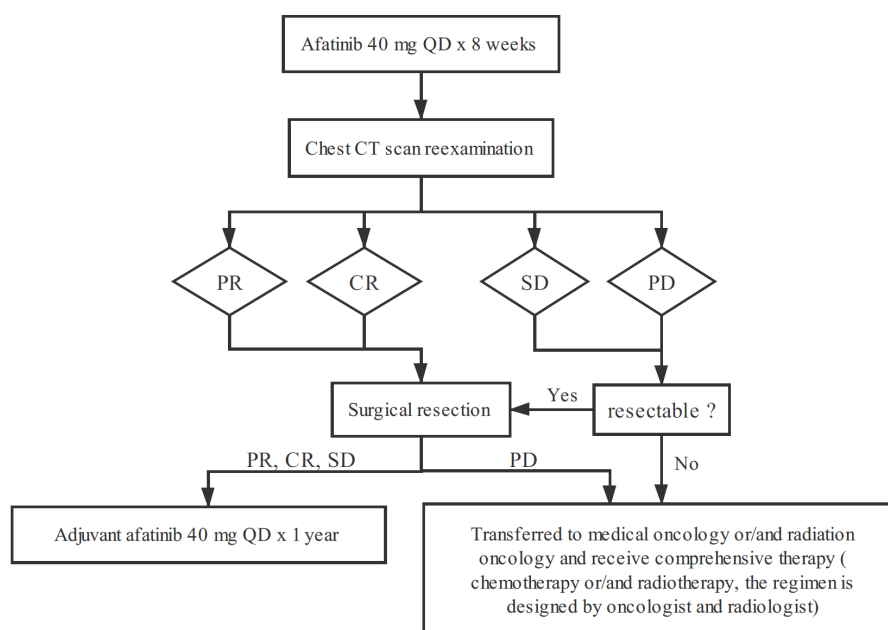 Afatinib 40 mg QD x 8 weeks
Chest CT scan reexamination
PR
CR
SD
PD
Surgical resection
Yes
resectable ?
PR, CR, SD
PD
No
Adjuvant afatinib 40 mg QD x 1 year
Transferred to medical oncology or/and radiation
oncology and receive comprehensive therapy (
chemotherapy or/and radiotherapy, the regimen is
designed by oncologist and radiologist)